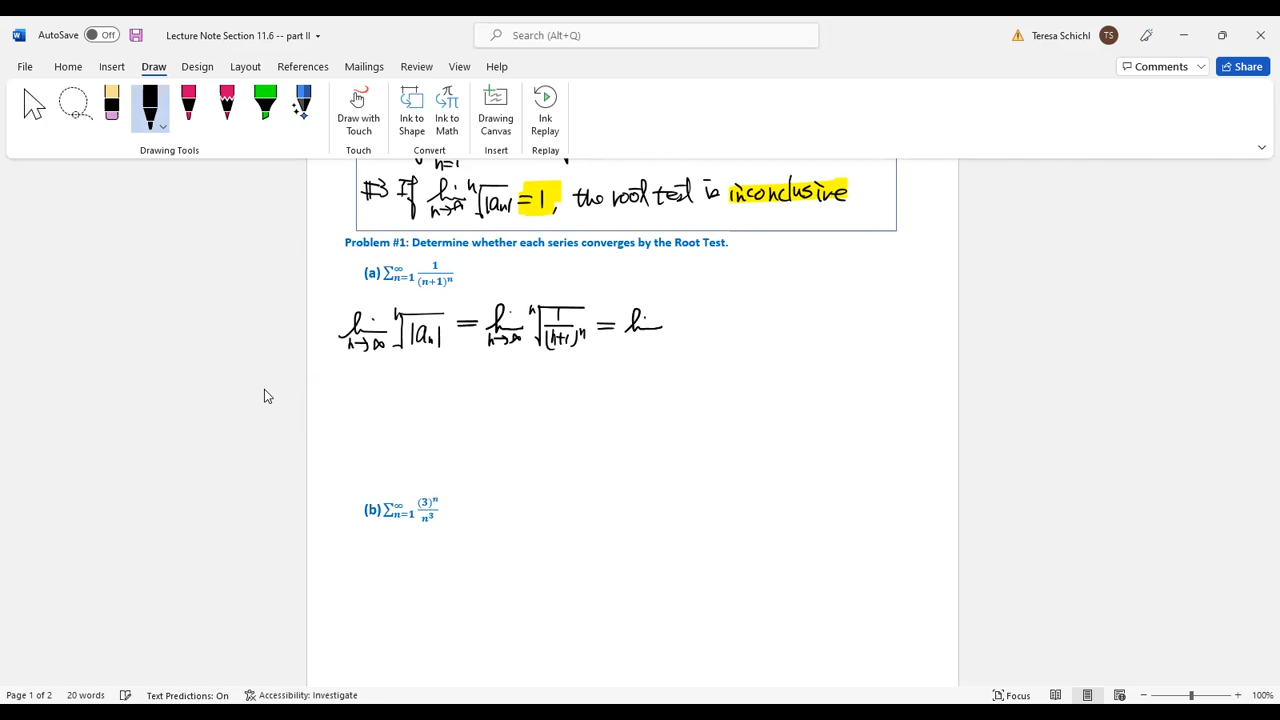 AutoSave Off Lecture Note Section 11.6 -- part II Search (Alt+Q) Teresa Schichl TS
File Home Insert Draw Design Layout References Mailings Review View Help Comments Share
Draw with Touch
Ink to Shape
Ink to Math
Drawing Canvas
Ink Replay
Drawing Tools Touch Convert Insert Replay
n=1
⇒ If lim n→∞ ⁿ√|aₙ| = 1, the root test is inconclusive
Problem #1: Determine whether each series converges by the Root Test.
(a) ∑ₙ₌₁^∞ 1/(n+1)ⁿ
lim n→∞ ⁿ√|aₙ| = lim n→∞ ⁿ√(1/(n+1)ⁿ) = lim
(b) ∑ₙ₌₁^∞ (3)ⁿ/n³
Page 1 of 2 20 words Text Predictions: On Accessibility: Investigate Focus 100%